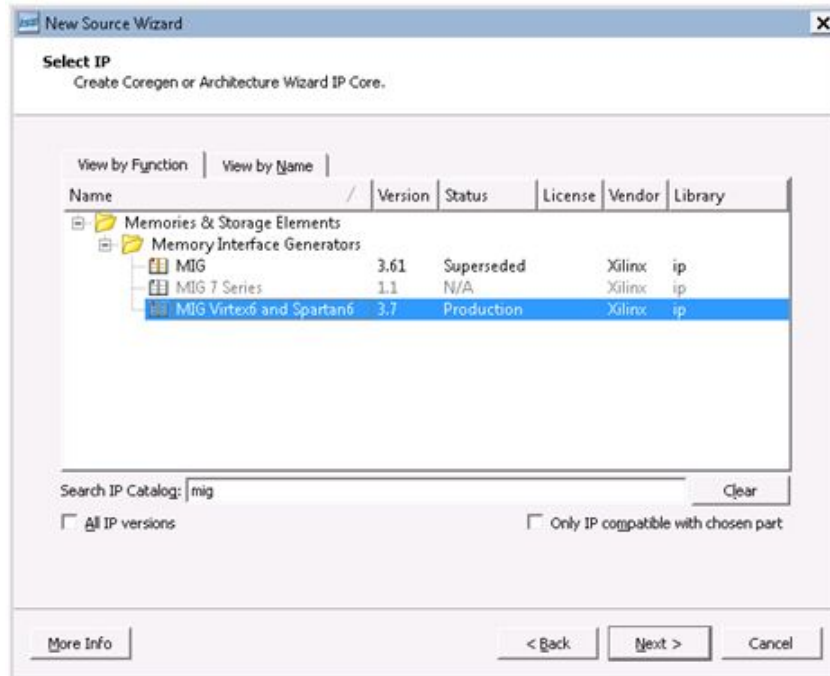 New Source Wizard
Select IP
Create Coregen or Architecture Wizard IP Core.
View by Function View by Name
Name Version Status License Vendor Library
Memories & Storage Elements
Memory Interface Generators
MIG 3.61 Superseded Xilinx ip
MIG 7 Series 1.1 N/A Xilinx ip
MIG Virtex6 and Spartan6 3.7 Production Xilinx ip
Search IP Catalog: mig Clear
All IP versions Only IP compatible with chosen part
More Info < Back Next > Cancel